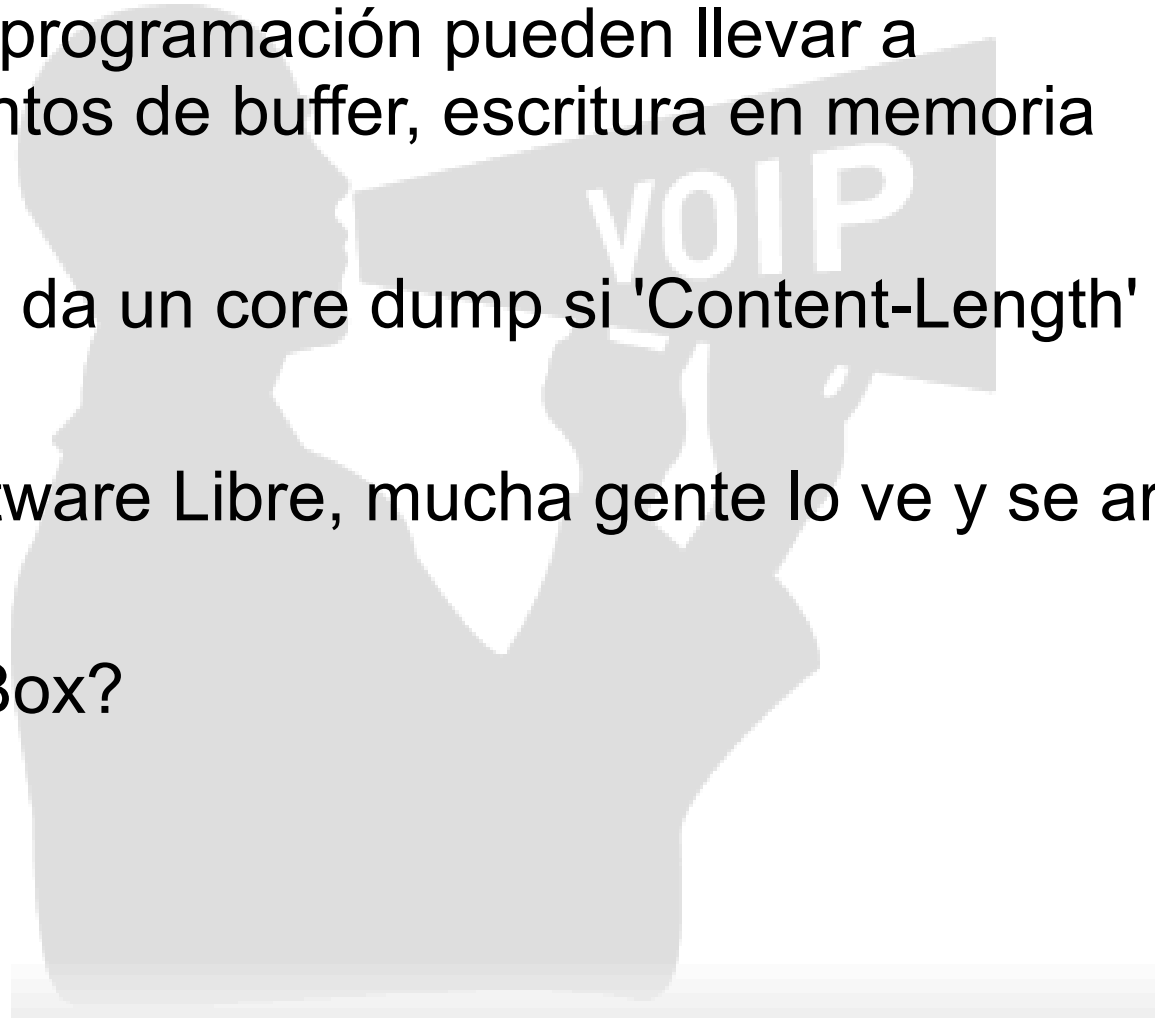 programación pueden llevar a
ntos de buffer, escritura en memoria
VOIP
da un core dump si 'Content-Length'
tware Libre, mucha gente lo ve y se ar
Box?